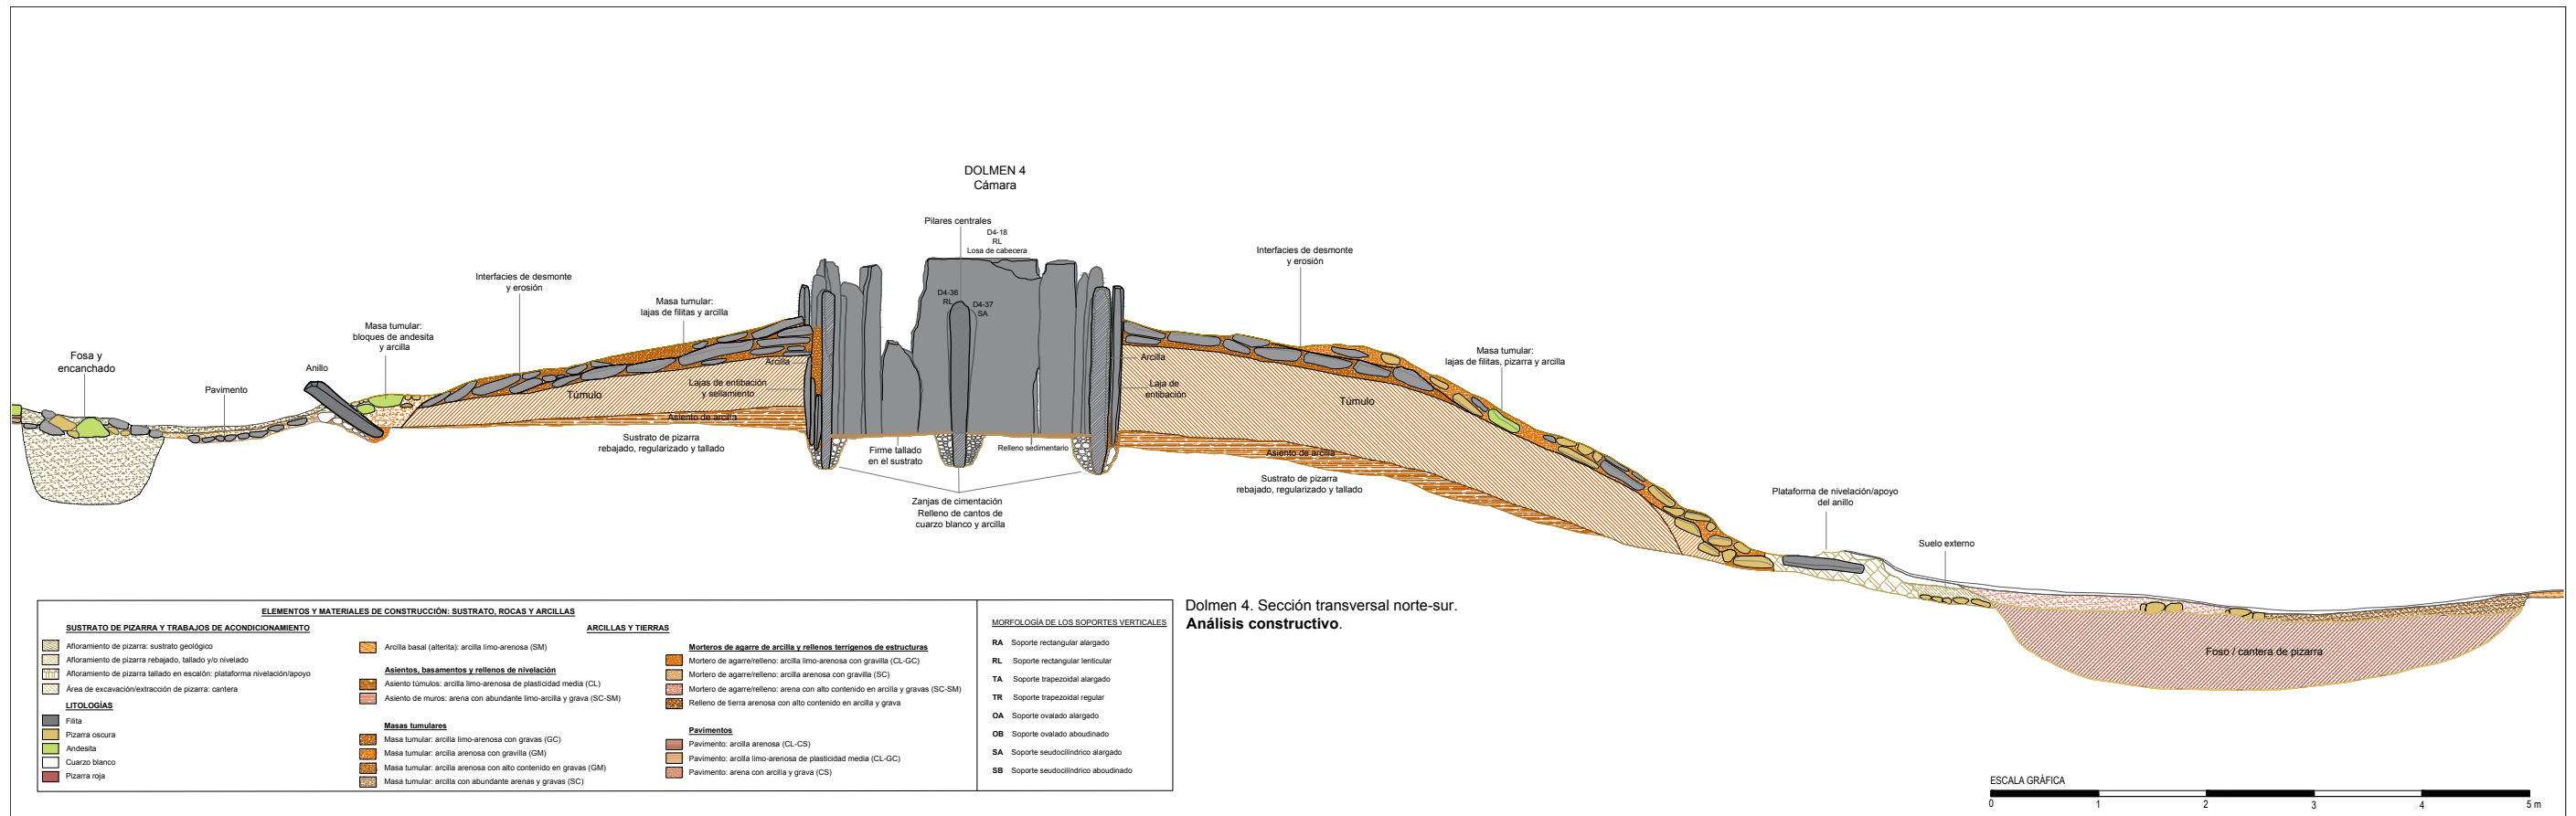 DOLMEN 4
Cámara
Pilares centrales
D4-18
RL
Losa de cabecera
D4-36
RL
D4-37
SA
Interfacies de desmonte
y erosión
Masa tumular:
lajas de filitas y arcilla
Masa tumular:
bloques de andesita
y arcilla
Fosa y
encanchado
Pavimento
Anillo
Túmulo
Arcilla
Lajas de entibación
y sellamiento
Asiento de arcilla
Sustrato de pizarra
rebajado, regularizado y tallado
Firme tallado
en el sustrato
Relleno sedimentario
Zanjas de cimentación
Relleno de cantos de
cuarzo blanco y arcilla
Arcilla
Laja de
entibación
Interfacies de desmonte
y erosión
Túmulo
Masa tumular:
lajas de filitas, pizarra y arcilla
Asiento de arcilla
Sustrato de pizarra
rebajado, regularizado y tallado
Plataforma de nivelación/apoyo
del anillo
Suelo externo
Foso / cantera de pizarra
ELEMENTOS Y MATERIALES DE CONSTRUCCIÓN: SUSTRATO, ROCAS Y ARCILLAS
SUSTRATO DE PIZARRA Y TRABAJOS DE ACONDICIONAMIENTO
Afloramiento de pizarra: sustrato geológico
Afloramiento de pizarra rebajado, tallado y/o nivelado
Afloramiento de pizarra tallado en escalón: plataforma nivelación/apoyo
Área de excavación/extracción de pizarra: cantera
LITOLOGÍAS
Filita
Pizarra oscura
Andesita
Cuarzo blanco
Pizarra roja
ARCILLAS Y TIERRAS
Arcilla basal (alterita): arcilla limo-arenosa (SM)
Asientos, basamentos y rellenos de nivelación
Asiento túmulos: arcilla limo-arenosa de plasticidad media (CL)
Asiento de muros: arena con abundante limo-arcilla y grava (SC-SM)
Masas tumulares
Masa tumular: arcilla limo-arenosa con gravas (GC)
Masa tumular: arcilla arenosa con gravilla (GM)
Masa tumular: arcilla arenosa con alto contenido en gravas (GM)
Masa tumular: arcilla con abundante arenas y gravas (SC)
Morteros de agarre de arcilla y rellenos terrígenos de estructuras
Mortero de agarre/relleno: arcilla limo-arenosa con gravilla (CL-GC)
Mortero de agarre/relleno: arcilla arenosa con gravilla (SC)
Mortero de agarre/relleno: arena con alto contenido en arcilla y gravas (SC-SM)
Relleno de tierra arenosa con alto contenido en arcilla y grava
Pavimentos
Pavimento: arcilla arenosa (CL-CS)
Pavimento: arcilla limo-arenosa de plasticidad media (CL-GC)
Pavimento: arena con arcilla y grava (CS)
MORFOLOGÍA DE LOS SOPORTES VERTICALES
RA Soporte rectangular alargado
RL Soporte rectangular lenticular
TA Soporte trapezoidal alargado
TR Soporte trapezoidal regular
OA Soporte ovalado alargado
OB Soporte ovalado aboudinado
SA Soporte seudocilíndrico alargado
SB Soporte seudocilíndrico aboudinado
Dolmen 4. Sección transversal norte-sur.
Análisis constructivo.
ESCALA GRÁFICA
0 1 2 3 4 5 m